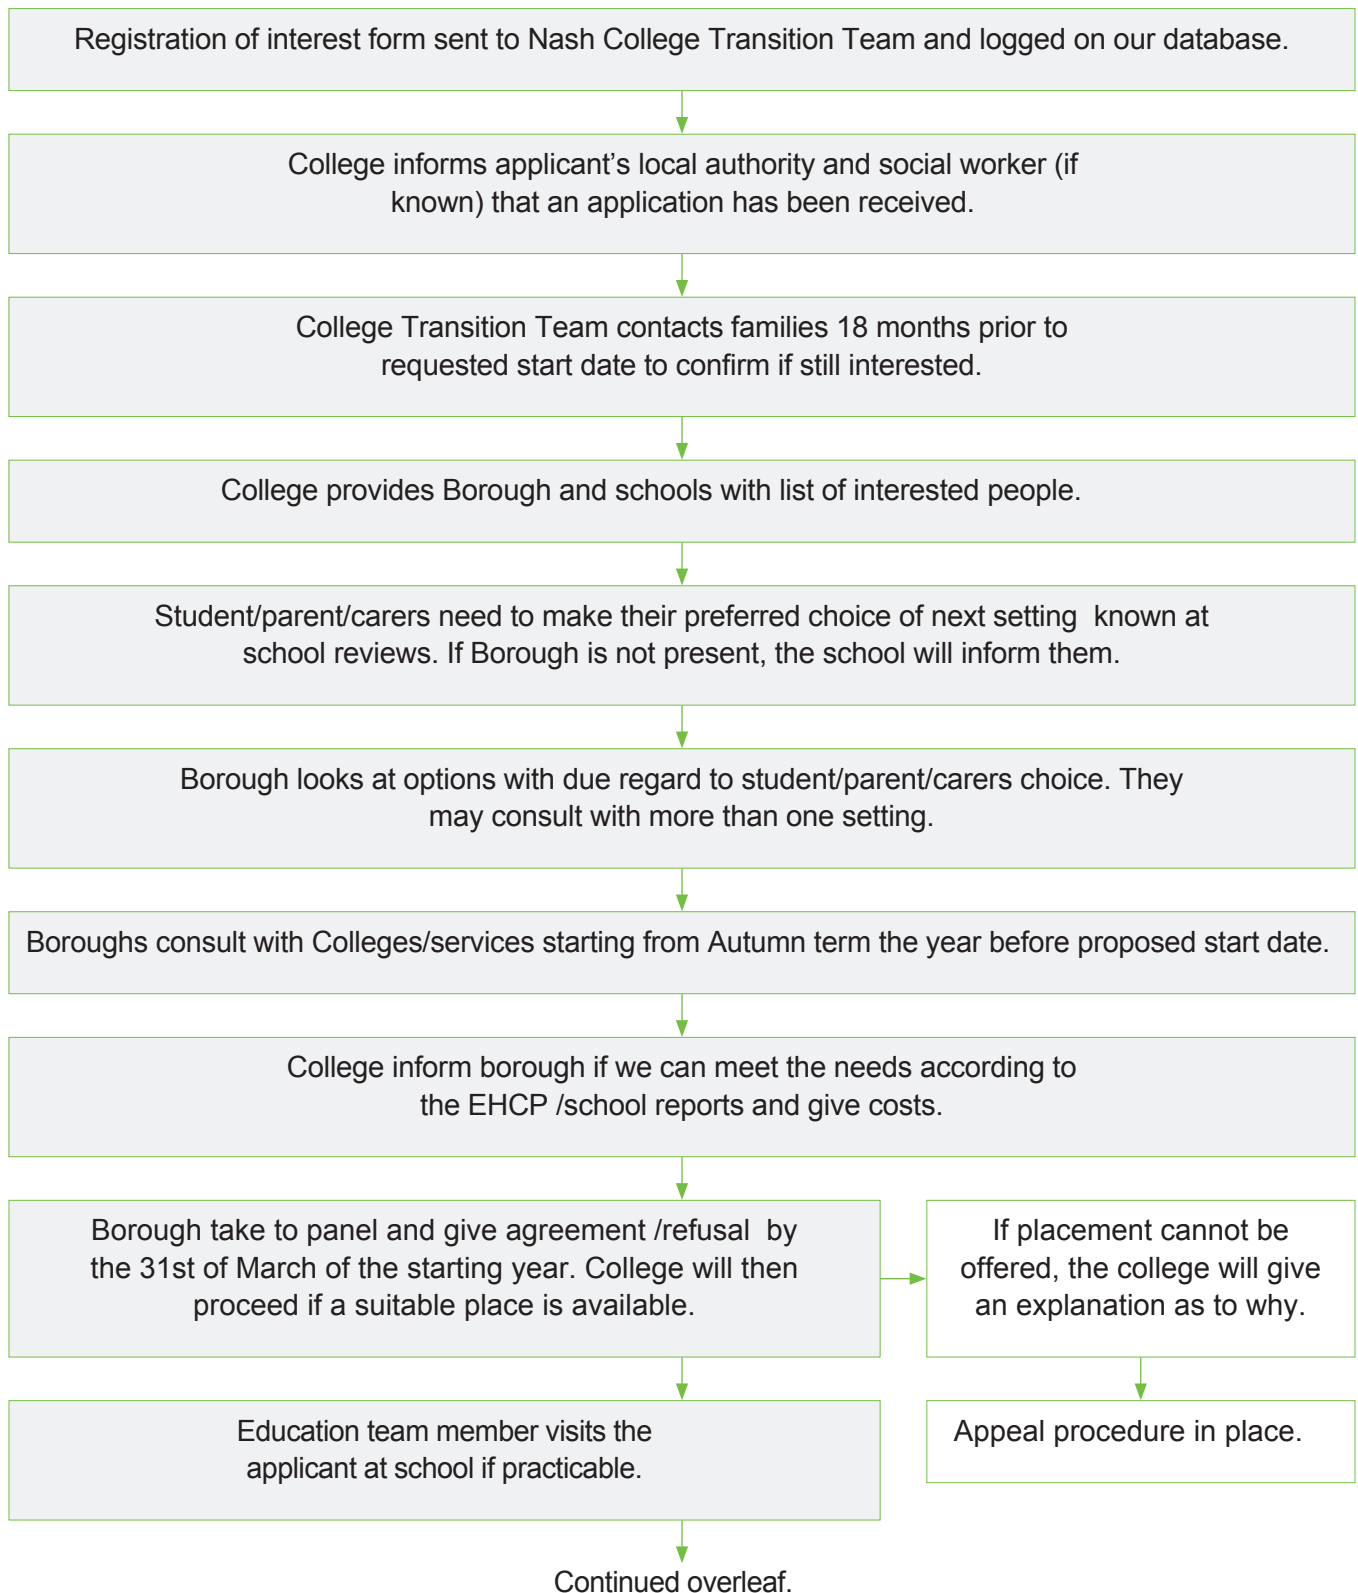 Registration of interest form sent to Nash College Transition Team and logged on our database.
College informs applicant’s local authority and social worker (if
known) that an application has been received.
College Transition Team contacts families 18 months prior to
requested start date to confirm if still interested.
College provides Borough and schools with list of interested people.
Student/parent/carers need to make their preferred choice of next setting  known at
school reviews. If Borough is not present, the school will inform them.
Borough looks at options with due regard to student/parent/carers choice. They
may consult with more than one setting.
Boroughs consult with Colleges/services starting from Autumn term the year before proposed start date.
College inform borough if we can meet the needs according to
the EHCP /school reports and give costs.
Borough take to panel and give agreement /refusal  by
the 31st of March of the starting year. College will then
proceed if a suitable place is available.
If placement cannot be
offered, the college will give
an explanation as to why.
Education team member visits the
applicant at school if practicable.
Appeal procedure in place.
Continued overleaf.